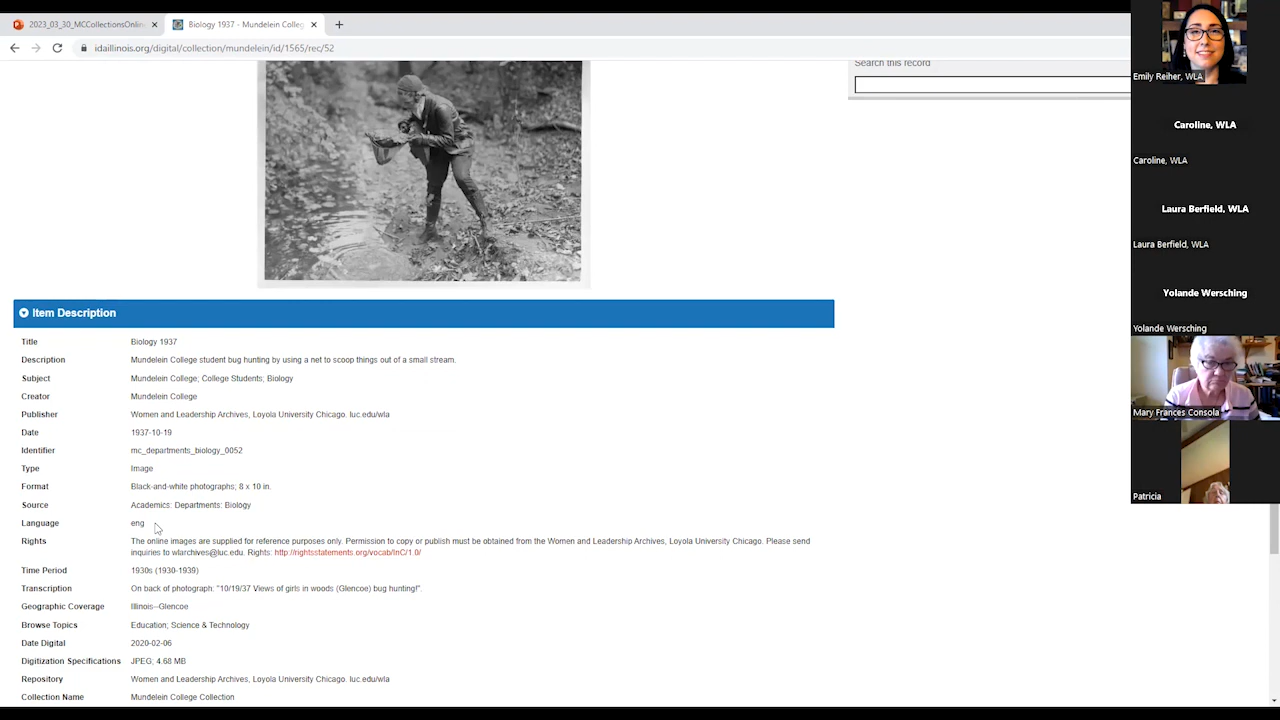 2023_03_30_MCCollectionsOnlin
Biology 1937 - Mundelein Colleg
idaillinois.org/digital/collection/mundelein/id/1565/rec/52
Search this record
Item Description
Title Biology 1937
Description Mundelein College student bug hunting by using a net to scoop things out of a small stream.
Subject Mundelein College; College Students; Biology
Creator Mundelein College
Publisher Women and Leadership Archives, Loyola University Chicago. luc.edu/wla
Date 1937-10-19
Identifier mc_departments_biology_0052
Type Image
Format Black-and-white photographs; 8 x 10 in.
Source Academics: Departments: Biology
Language eng
Rights The online images are supplied for reference purposes only. Permission to copy or publish must be obtained from the Women and Leadership Archives, Loyola University Chicago. Please send
inquiries to wlarchives@luc.edu. Rights: http://rightsstatements.org/vocab/InC/1.0/
Time Period 1930s (1930-1939)
Transcription On back of photograph. "10/19/37 Views of girls in woods (Glencoe) bug hunting!".
Geographic Coverage Illinois--Glencoe
Browse Topics Education; Science & Technology
Date Digital 2020-02-06
Digitization Specifications JPEG; 4.68 MB
Repository Women and Leadership Archives, Loyola University Chicago. luc.edu/wla
Collection Name Mundelein College Collection
Emily Reiher, WLA
Caroline, WLA
Caroline, WLA
Laura Berfield, WLA
Laura Berfield, WLA
Yolande Wersching
Yolande Wersching
Mary Frances Consola
Patricia